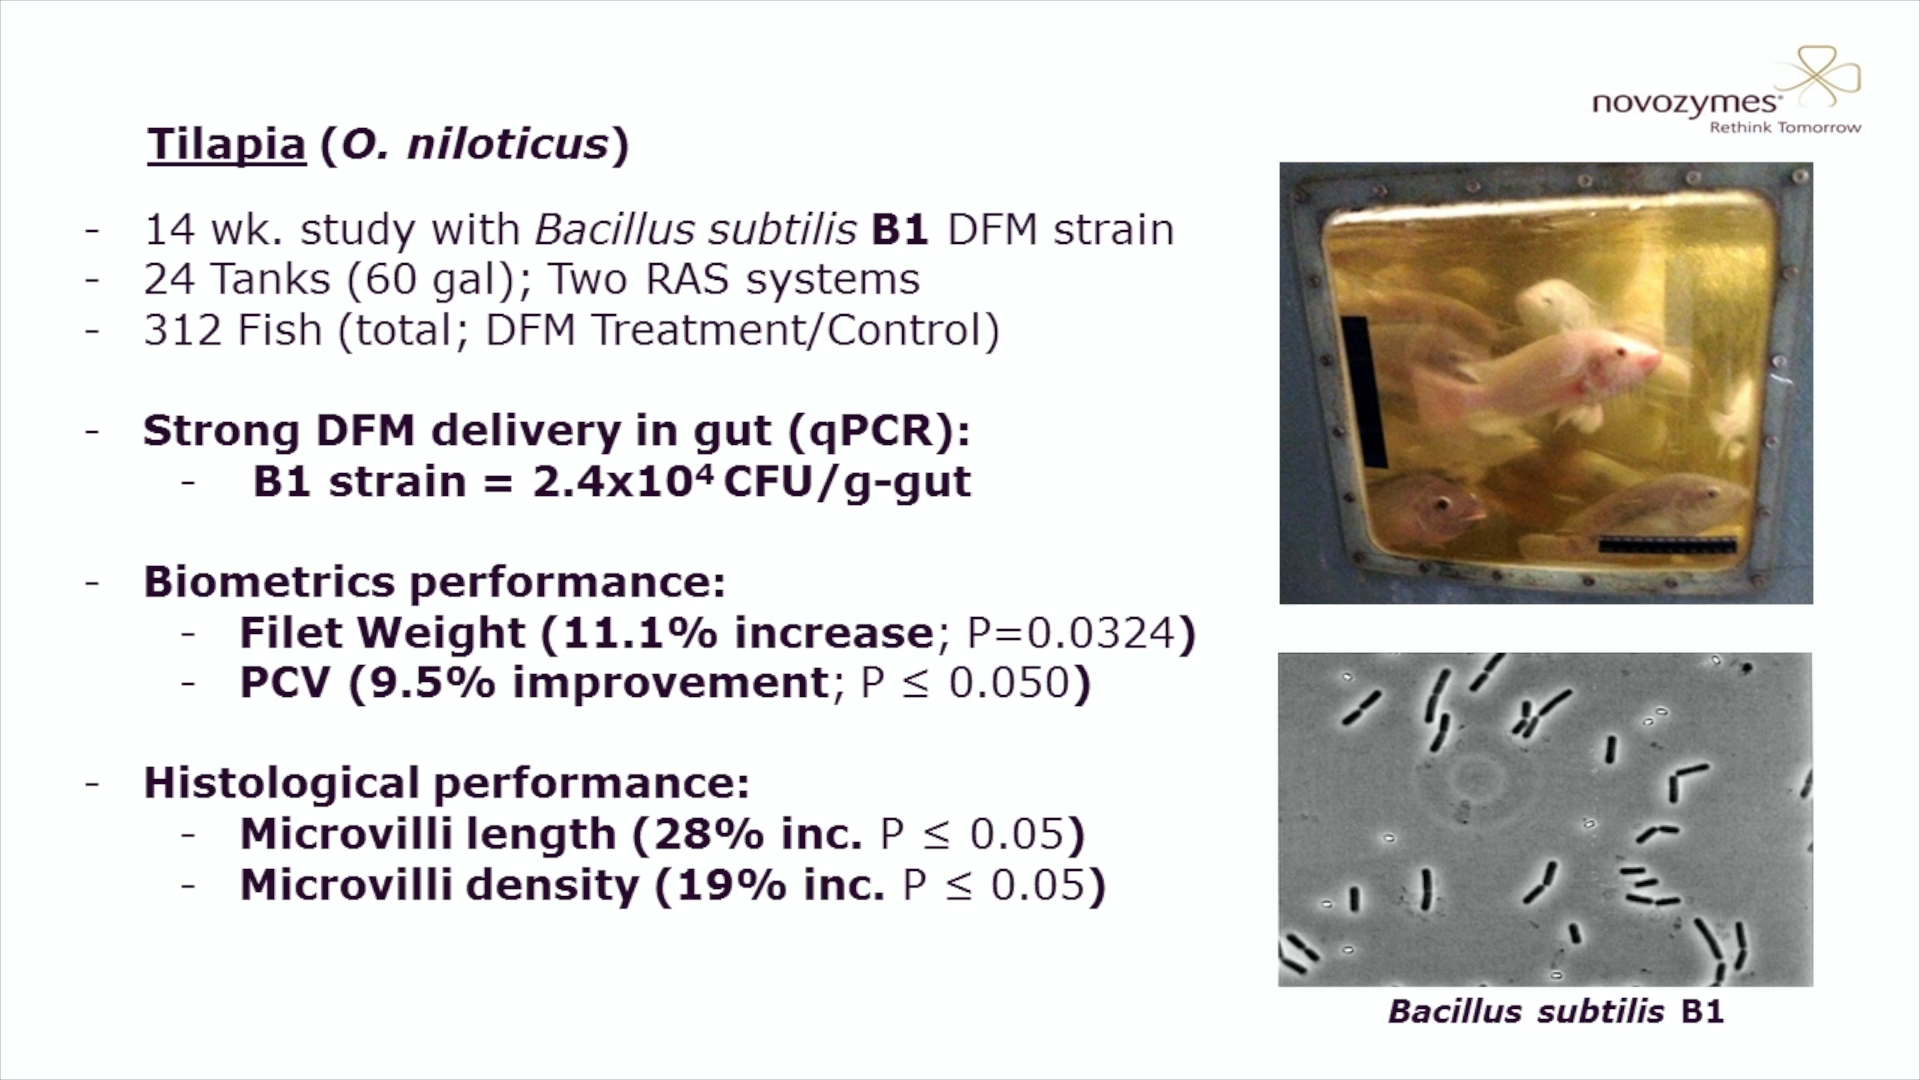 novozymes®
Rethink Tomorrow
Tilapia (O. niloticus)
- 14 wk. study with Bacillus subtilis B1 DFM strain
- 24 Tanks (60 gal); Two RAS systems
- 312 Fish (total; DFM Treatment/Control)
- Strong DFM delivery in gut (qPCR):
- B1 strain = 2.4x10⁴ CFU/g-gut
- Biometrics performance:
- Filet Weight (11.1% increase; P=0.0324)
- PCV (9.5% improvement; P ≤ 0.050)
- Histological performance:
- Microvilli length (28% inc. P ≤ 0.05)
- Microvilli density (19% inc. P ≤ 0.05)
Bacillus subtilis B1